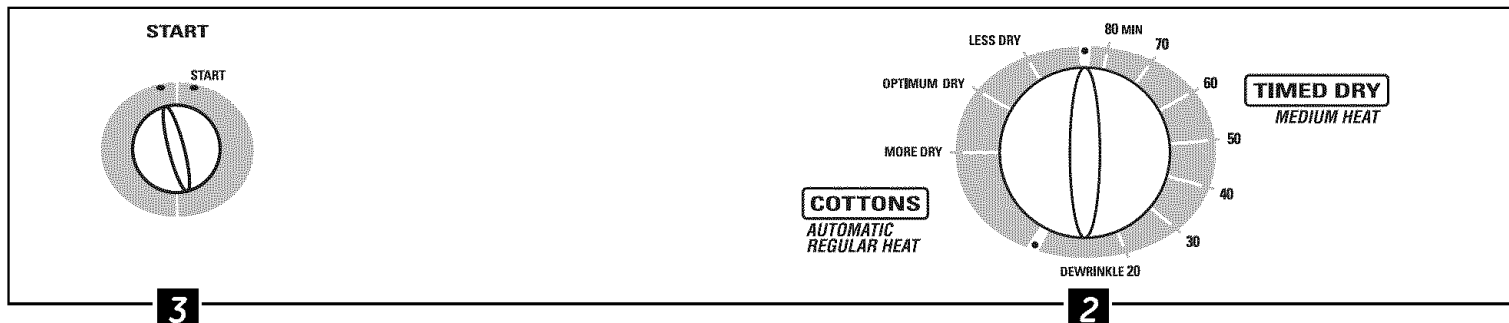 START
START
LESS DRY
OPTIMUM DRY
MORE DRY
COTTONS
AUTOMATIC
REGULAR HEAT
80 MIN
70
60
50
40
30
DEWRINKLE 20
TIMED DRY
MEDIUM HEAT
3
2